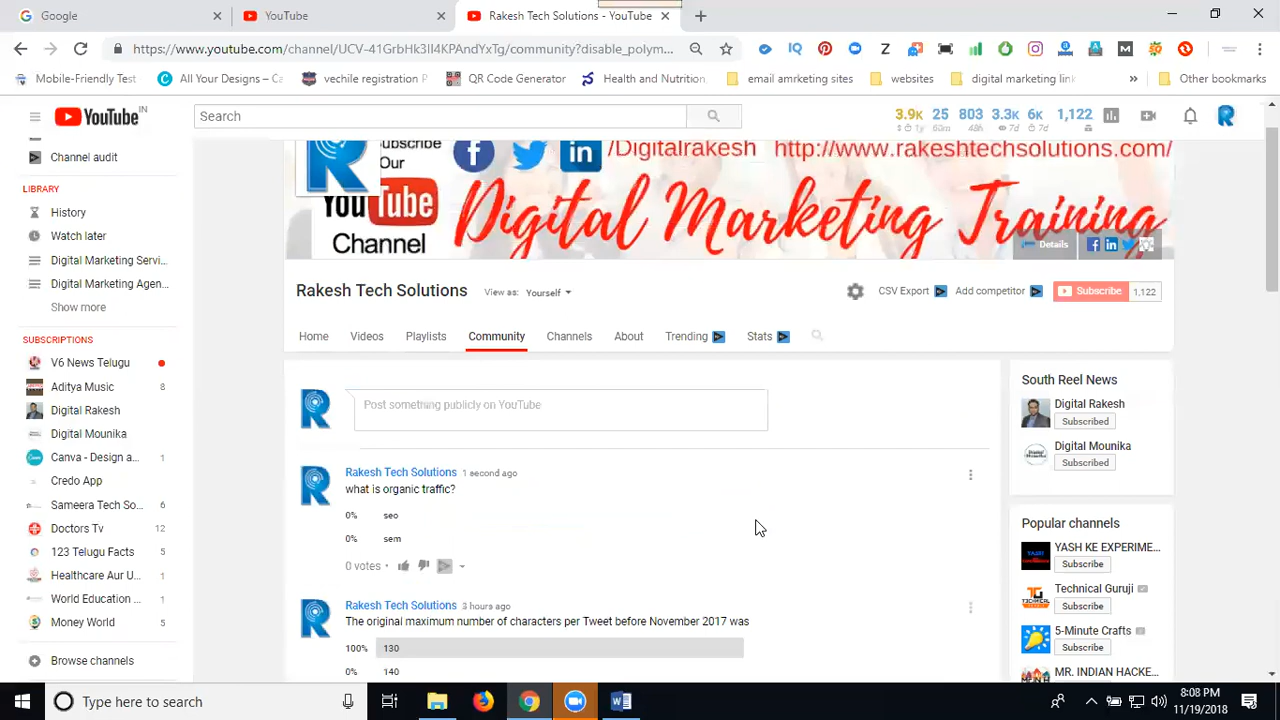 Google
YouTube
Rakesh Tech Solutions - YouTube
https://www.youtube.com/channel/UCV-41GrbHk3Il4KPAndYxTg/community?disable_polym...
Mobile-Friendly Test
All Your Designs – Ca
vechile registration P
QR Code Generator
Health and Nutrition
email amrketing sites
websites
digital marketing link
Other bookmarks
YouTube IN
Search
3.9k 25 803 3.3k 6k 1,122
1y 60m 48h 7d 7d
Channel audit
LIBRARY
History
Watch later
Digital Marketing Servi...
Digital Marketing Agen...
Show more
SUBSCRIPTIONS
V6 News Telugu
Aditya Music 8
Digital Rakesh
Digital Mounika
Canva - Design a... 1
Credo App
Sameera Tech So... 6
Doctors Tv 12
123 Telugu Facts 5
Healthcare Aur U... 1
World Education ... 1
Money World 5
Browse channels
Subscribe
Our
YouTube
Channel
/Digitalrakesh http://www.rakeshtechsolutions.com/
Digital Marketing Training
Details
Rakesh Tech Solutions
View as: Yourself
CSV Export
Add competitor
Subscribe 1,122
Home Videos Playlists Community Channels About Trending Stats
Post something publicly on YouTube
Rakesh Tech Solutions 1 second ago
what is organic traffic?
0% seo
0% sem
0 votes •
Rakesh Tech Solutions 3 hours ago
The original maximum number of characters per Tweet before November 2017 was
100% 130
0% 140
South Reel News
Digital Rakesh
Subscribed
Digital Mounika
Subscribed
Popular channels
YASH KE EXPERIME...
Subscribe
Technical Guruji
Subscribe
5-Minute Crafts
Subscribe
MR. INDIAN HACKE...
Type here to search
8:08 PM
11/19/2018